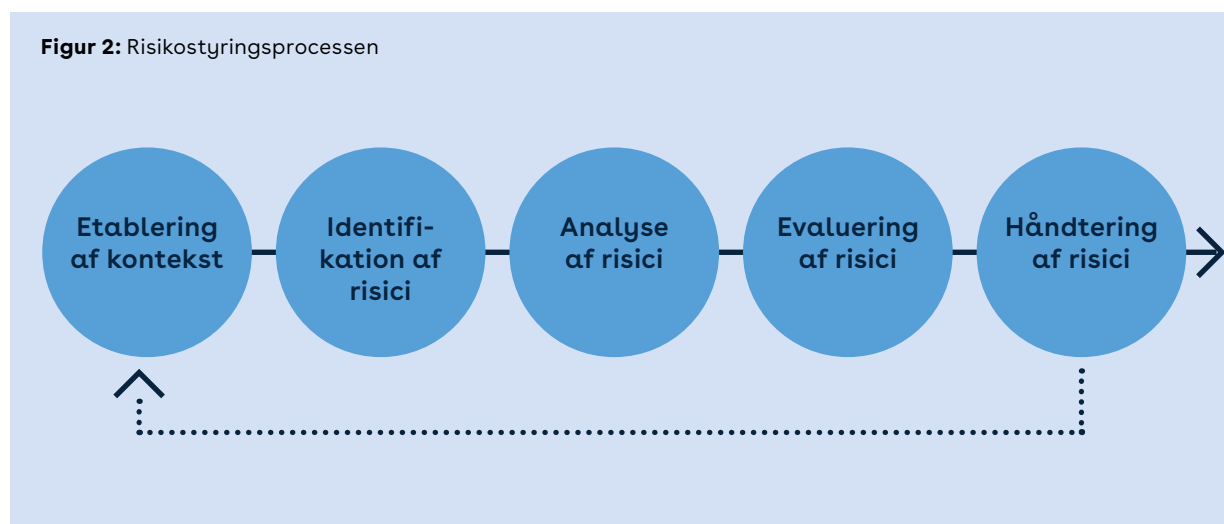 Figur 2: Risikostyringsprocessen
Etablering
af kontekst
Identifi-
kation af
risici
Analyse
af risici
Evaluering
af risici
Håndtering
af risici